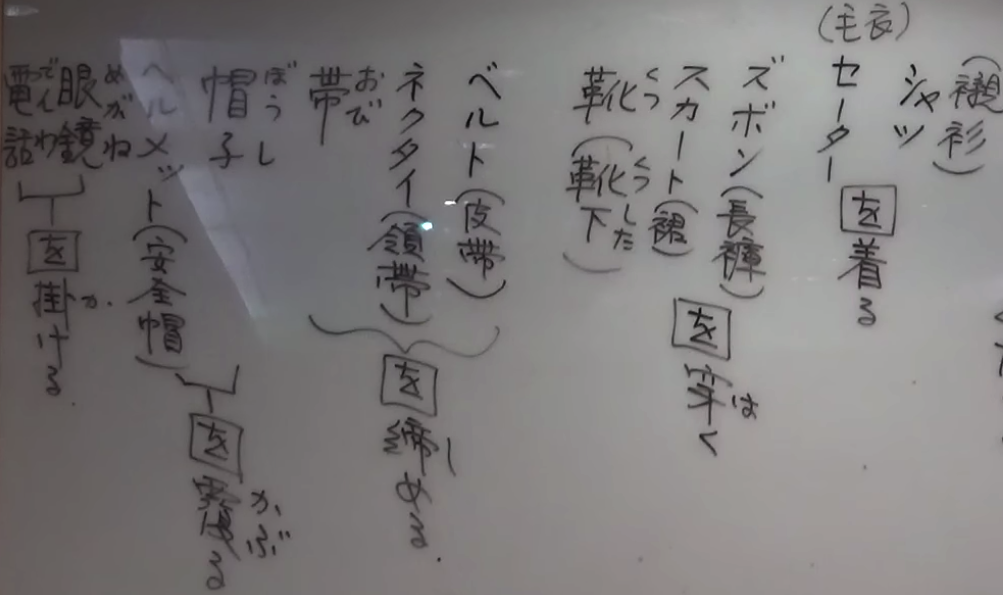 シャツ(襯衫)
セーター(毛衣)
を着る
ズボン(長褲)
スカート(裙)
靴(靴下)
くつ
くつした
を穿く
は
ベルト(皮帶)
ネクタイ(領帶)
帯
おび
を締める
し
帽子
ぼうし
ヘルメット(安全帽)
を覆る
かぶ
眼鏡
めがね
電話
でんわ
を掛ける
か